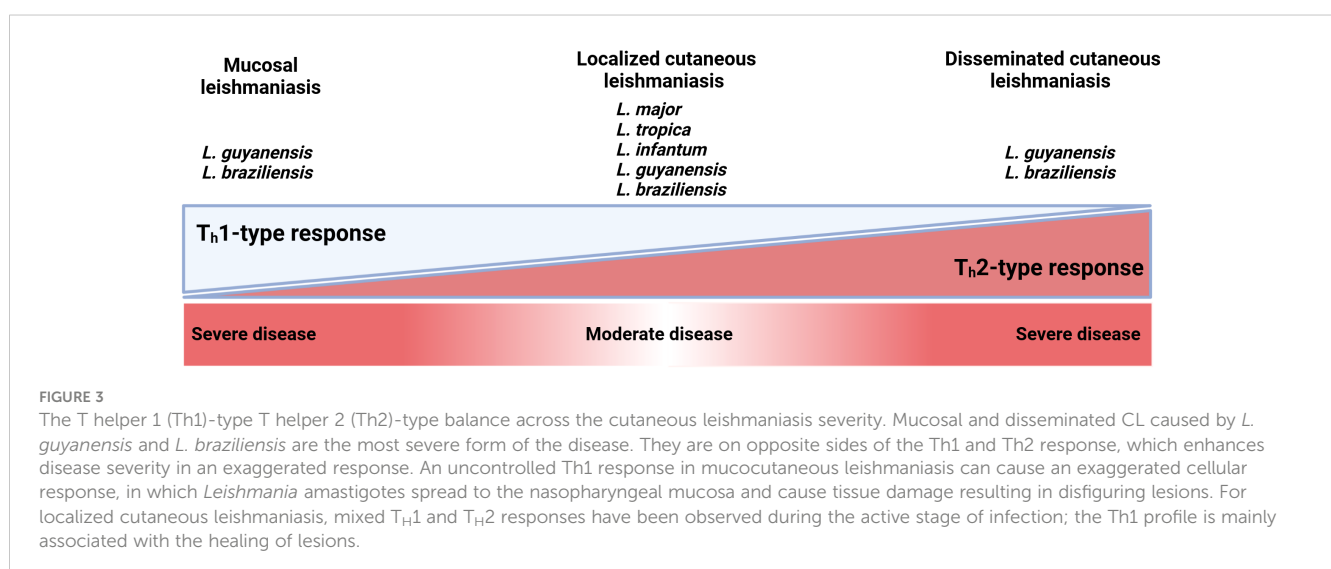 Mucosal
leishmaniasis
Localized cutaneous
leishmaniasis
Disseminated cutaneous
leishmaniasis
L. guyanensis
L. braziliensis
L. major
L. tropica
L. infantum
L. guyanensis
L. braziliensis
L. guyanensis
L. braziliensis
Th1-type response
Th2-type response
Severe disease
Moderate disease
Severe disease
FIGURE 3
The T helper 1 (Th1)-type T helper 2 (Th2)-type balance across the cutaneous leishmaniasis severity. Mucosal and disseminated CL caused by L.
guyanensis and L. braziliensis are the most severe form of the disease. They are on opposite sides of the Th1 and Th2 response, which enhances
disease severity in an exaggerated response. An uncontrolled Th1 response in mucocutaneous leishmaniasis can cause an exaggerated cellular
response, in which Leishmania amastigotes spread to the nasopharyngeal mucosa and cause tissue damage resulting in disfiguring lesions. For
localized cutaneous leishmaniasis, mixed TH1 and TH2 responses have been observed during the active stage of infection; the Th1 profile is mainly
associated with the healing of lesions.